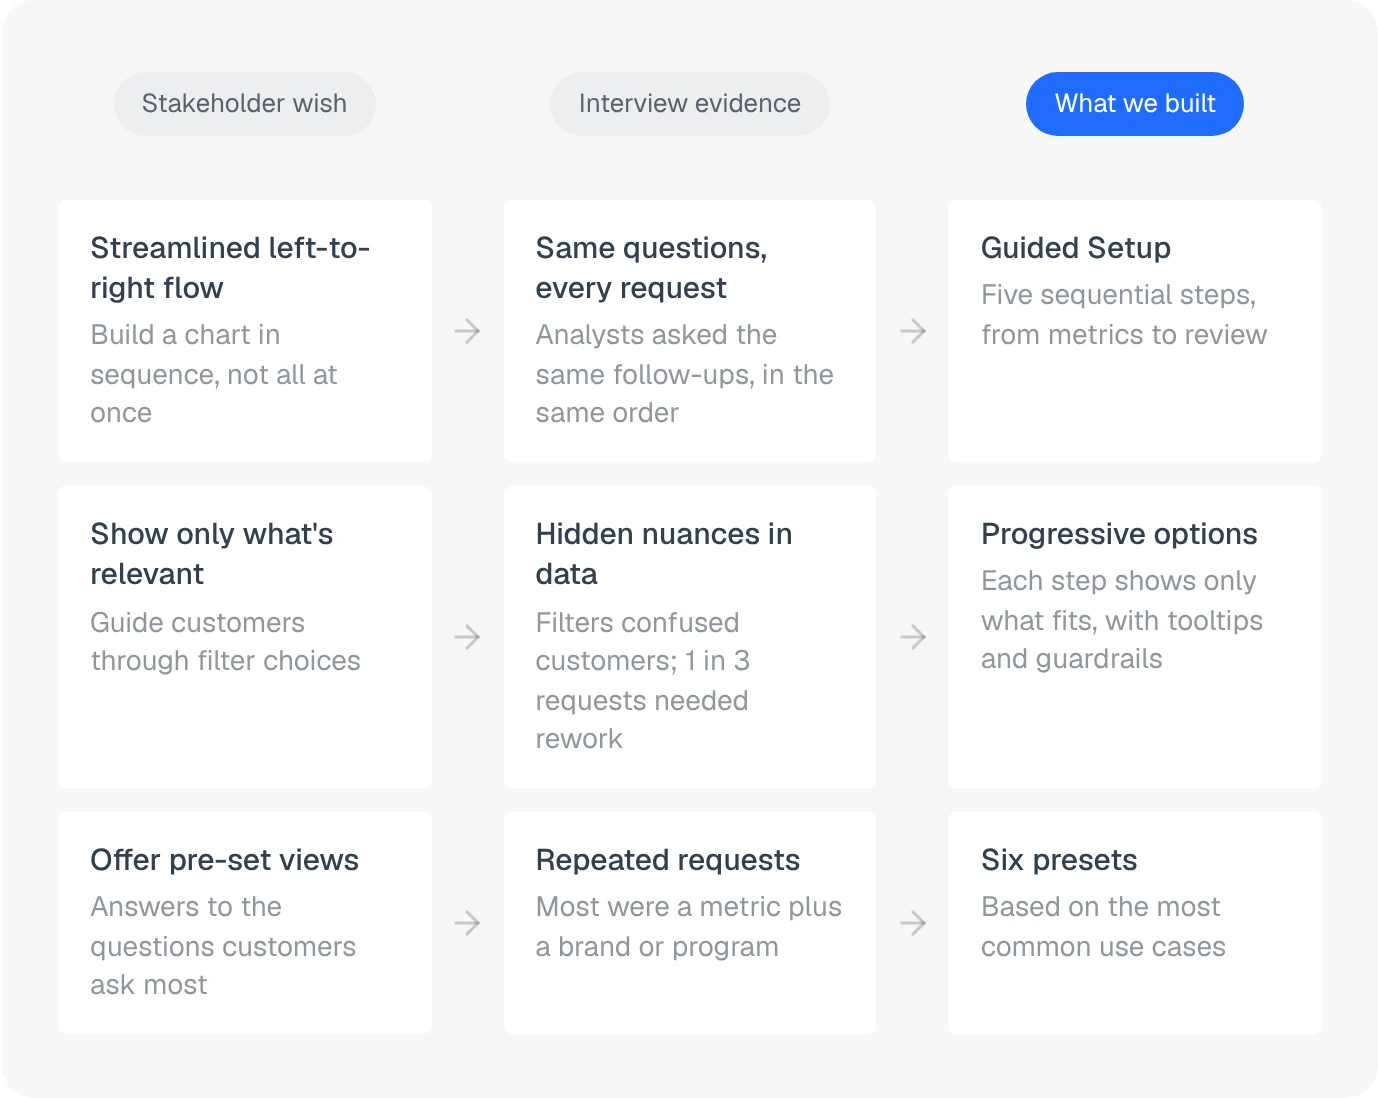 Stakeholder wish
Interview evidence
What we built
Streamlined left-to-
right flow
Build a chart in
sequence, not all at
once
Same questions,
every request
Analysts asked the
same follow-ups, in the
same order
Guided Setup
Five sequential steps,
from metrics to review
Show only what's
relevant
Guide customers
through filter choices
Hidden nuances in
data
Filters confused
customers; 1 in 3
requests needed
rework
Progressive options
Each step shows only
what fits, with tooltips
and guardrails
Offer pre-set views
Answers to the
questions customers
ask most
Repeated requests
Most were a metric plus
a brand or program
Six presets
Based on the most
common use cases